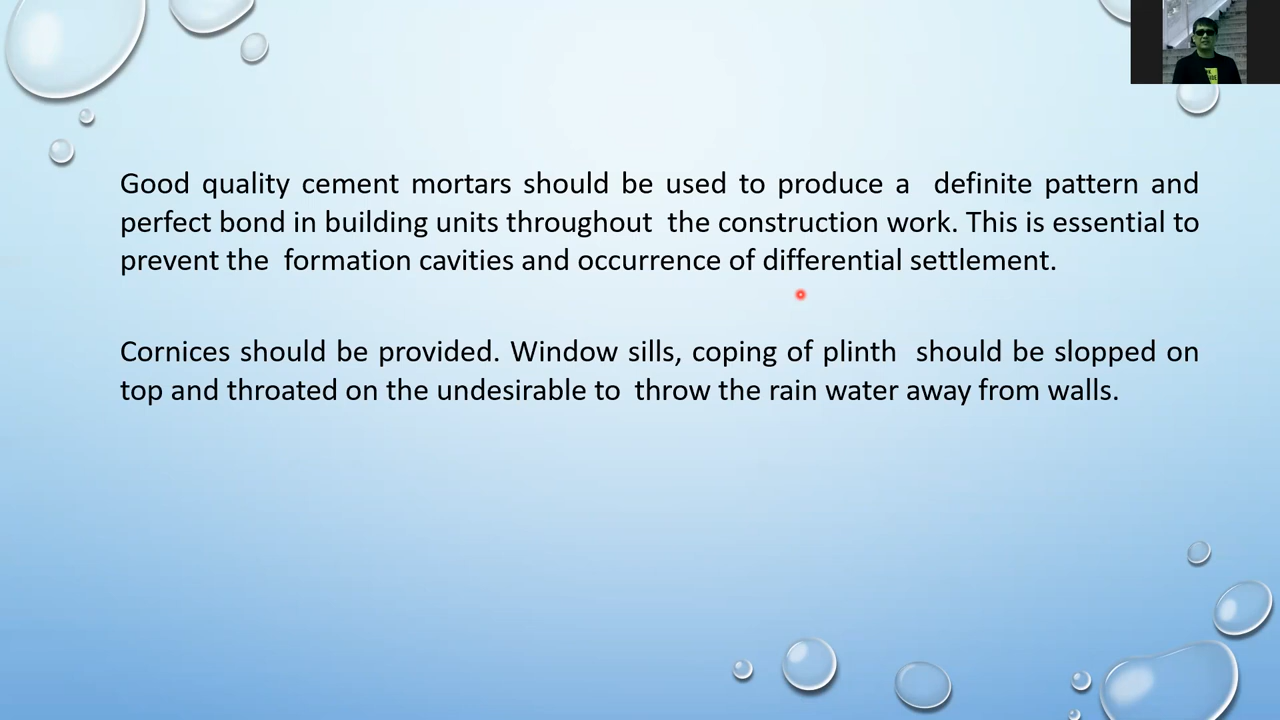 Good quality cement mortars should be used to produce a definite pattern and
perfect bond in building units throughout the construction work. This is essential to
prevent the formation cavities and occurrence of differential settlement.
Cornices should be provided. Window sills, coping of plinth should be slopped on
top and throated on the undesirable to throw the rain water away from walls.